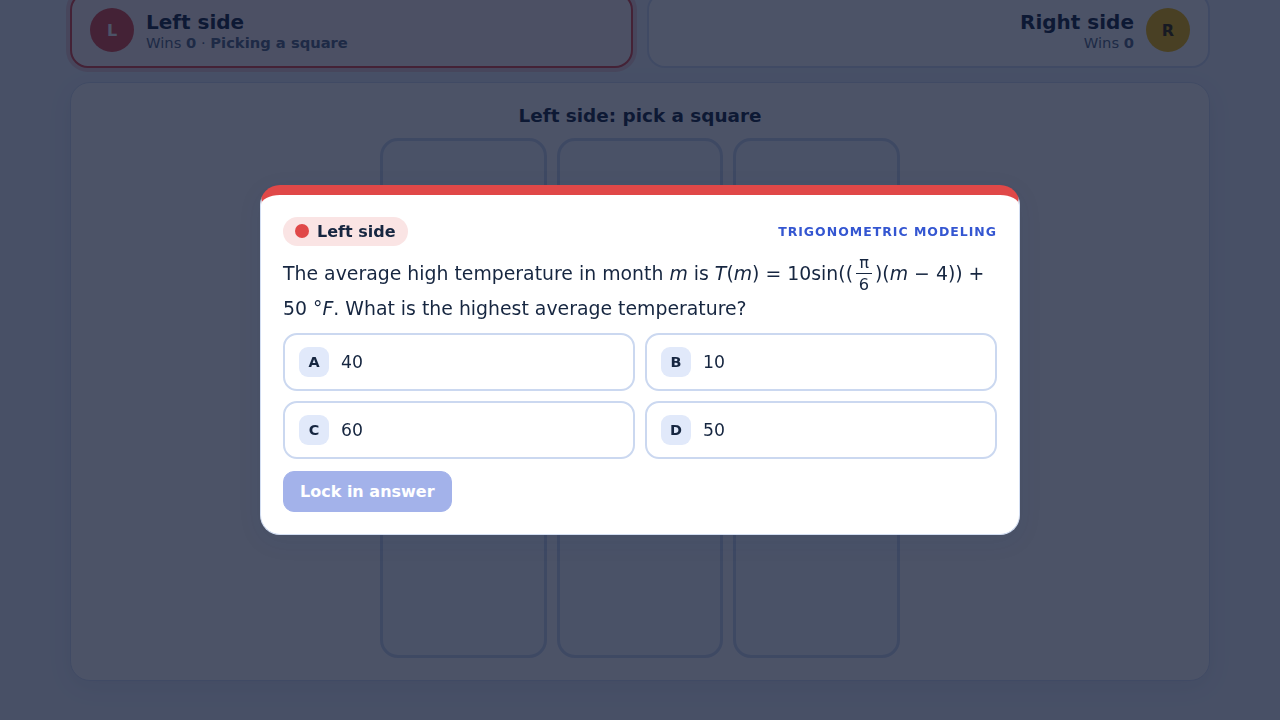 L
Left side
Wins 0 · Picking a square
Right side
Wins 0
R
Left side: pick a square
Left side
TRIGONOMETRIC MODELING
The average high temperature in month m is T(m) = 10sin((π/6)(m − 4)) +
50 °F. What is the highest average temperature?
A 40
B 10
C 60
D 50
Lock in answer